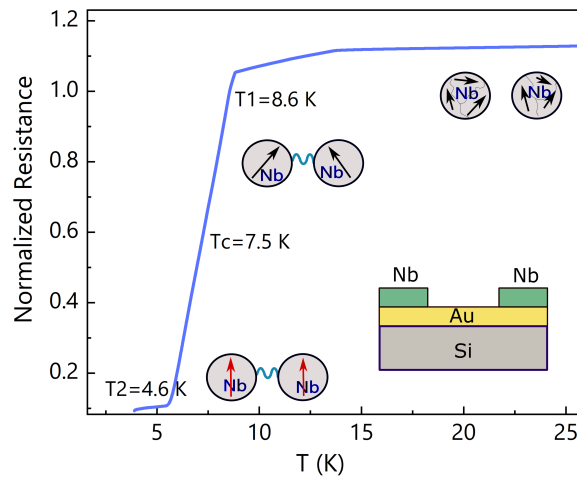 1.2
1.0
0.8
0.6
0.4
0.2
Normalized Resistance
Nb Nb
T1=8.6 K
Nb Nb
Tc=7.5 K
Nb Nb
Au
Si
T2=4.6 K
Nb Nb
5 10 15 20 25
T (K)